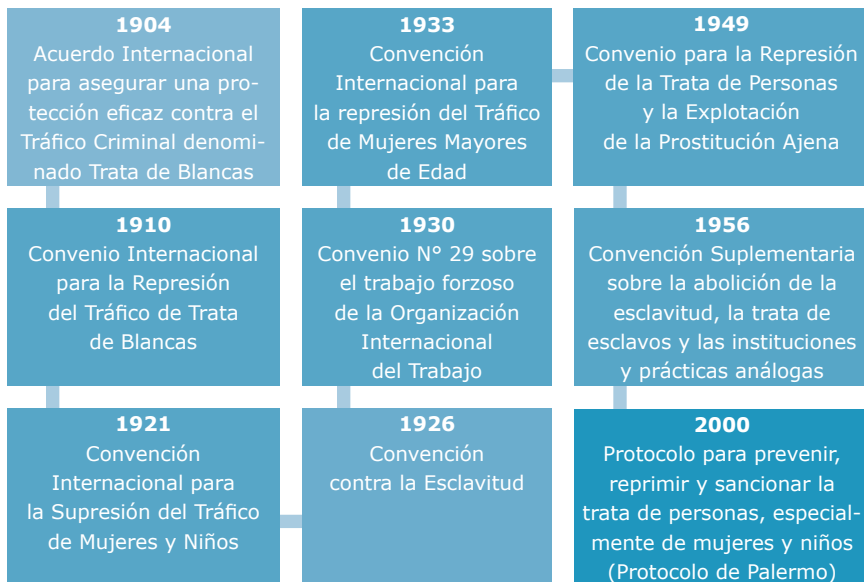 1904
Acuerdo Internacional
para asegurar una pro-
tección eficaz contra el
Tráfico Criminal denomi-
nado Trata de Blancas
1910
Convenio Internacional
para la Represión
del Tráfico de Trata
de Blancas
1921
Convención
Internacional para
la Supresión del Tráfico
de Mujeres y Niños
1926
Convención
contra la Esclavitud
1930
Convenio N° 29 sobre
el trabajo forzoso
de la Organización
Internacional
del Trabajo
1933
Convención
Internacional para
la represión del Tráfico
de Mujeres Mayores
de Edad
1949
Convenio para la Represión
de la Trata de Personas
y la Explotación
de la Prostitución Ajena
1956
Convención Suplementaria
sobre la abolición de la
esclavitud, la trata de
esclavos y las instituciones
y prácticas análogas
2000
Protocolo para prevenir,
reprimir y sancionar la
trata de personas, especial-
mente de mujeres y niños
(Protocolo de Palermo)